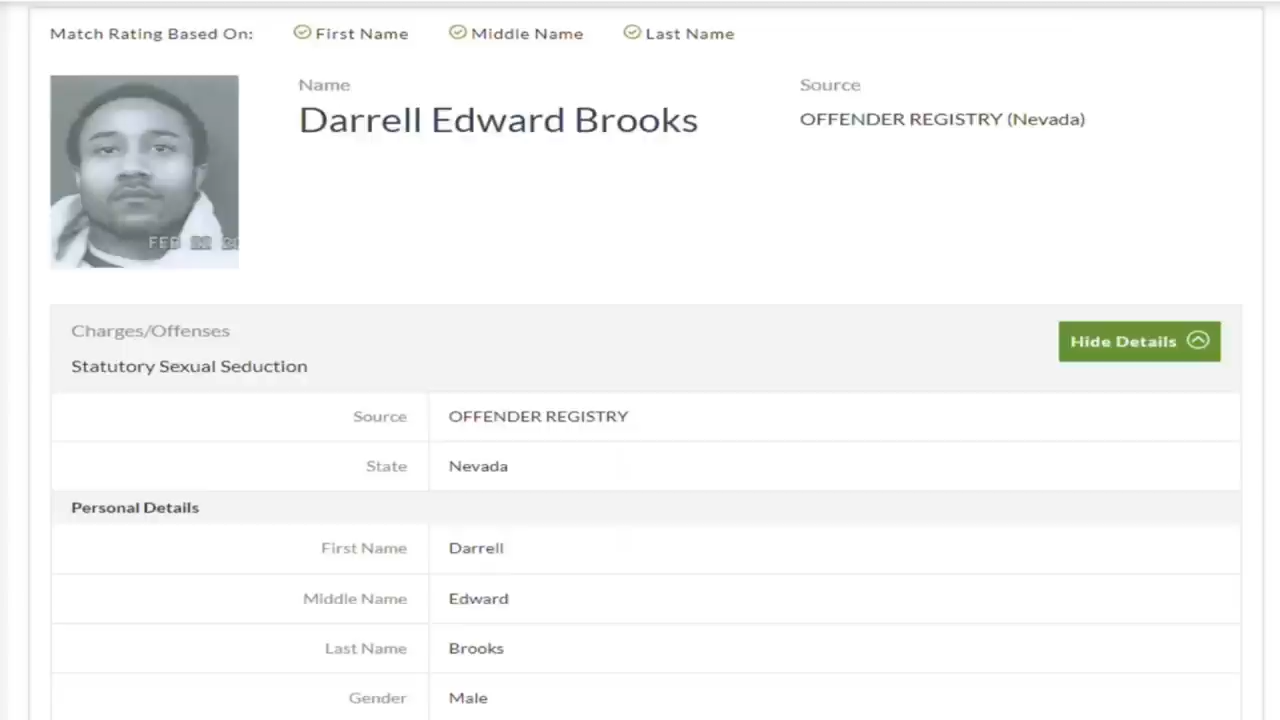 Match Rating Based On: First Name Middle Name Last Name
Name
Darrell Edward Brooks
Source
OFFENDER REGISTRY (Nevada)
FEB
Charges/Offenses
Statutory Sexual Seduction
Hide Details
Source OFFENDER REGISTRY
State Nevada
Personal Details
First Name Darrell
Middle Name Edward
Last Name Brooks
Gender Male